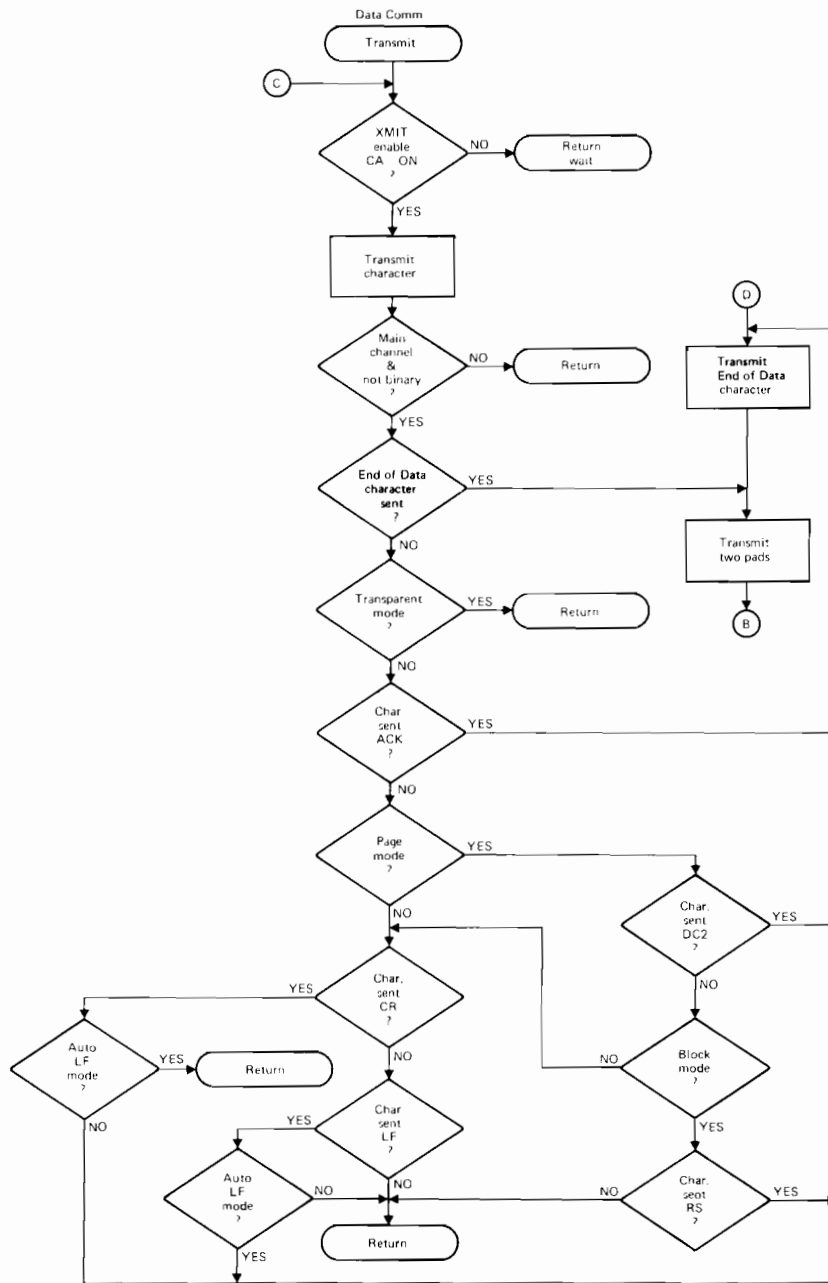 Data Comm
Transmit
C
XMIT
enable
CA ON
?
NO
Return
wait
YES
Transmit
character
D
Main
channel
&
not binary
?
NO
Return
Transmit
End of Data
character
YES
End of Data
character
sent
?
YES
Transmit
two pads
NO
Transparent
mode
?
YES
Return
B
NO
Char
sent
ACK
?
YES
NO
Page
mode
?
YES
Char.
sent
DC2
?
YES
NO
NO
Char.
sent
CR
?
YES
Auto
LF
mode
?
YES
Return
NO
NO
Block
mode
?
NO
YES
Char
sent
LF
?
YES
NO
Auto
LF
mode
?
NO
YES
Return
Char.
sent
RS
?
NO
YES